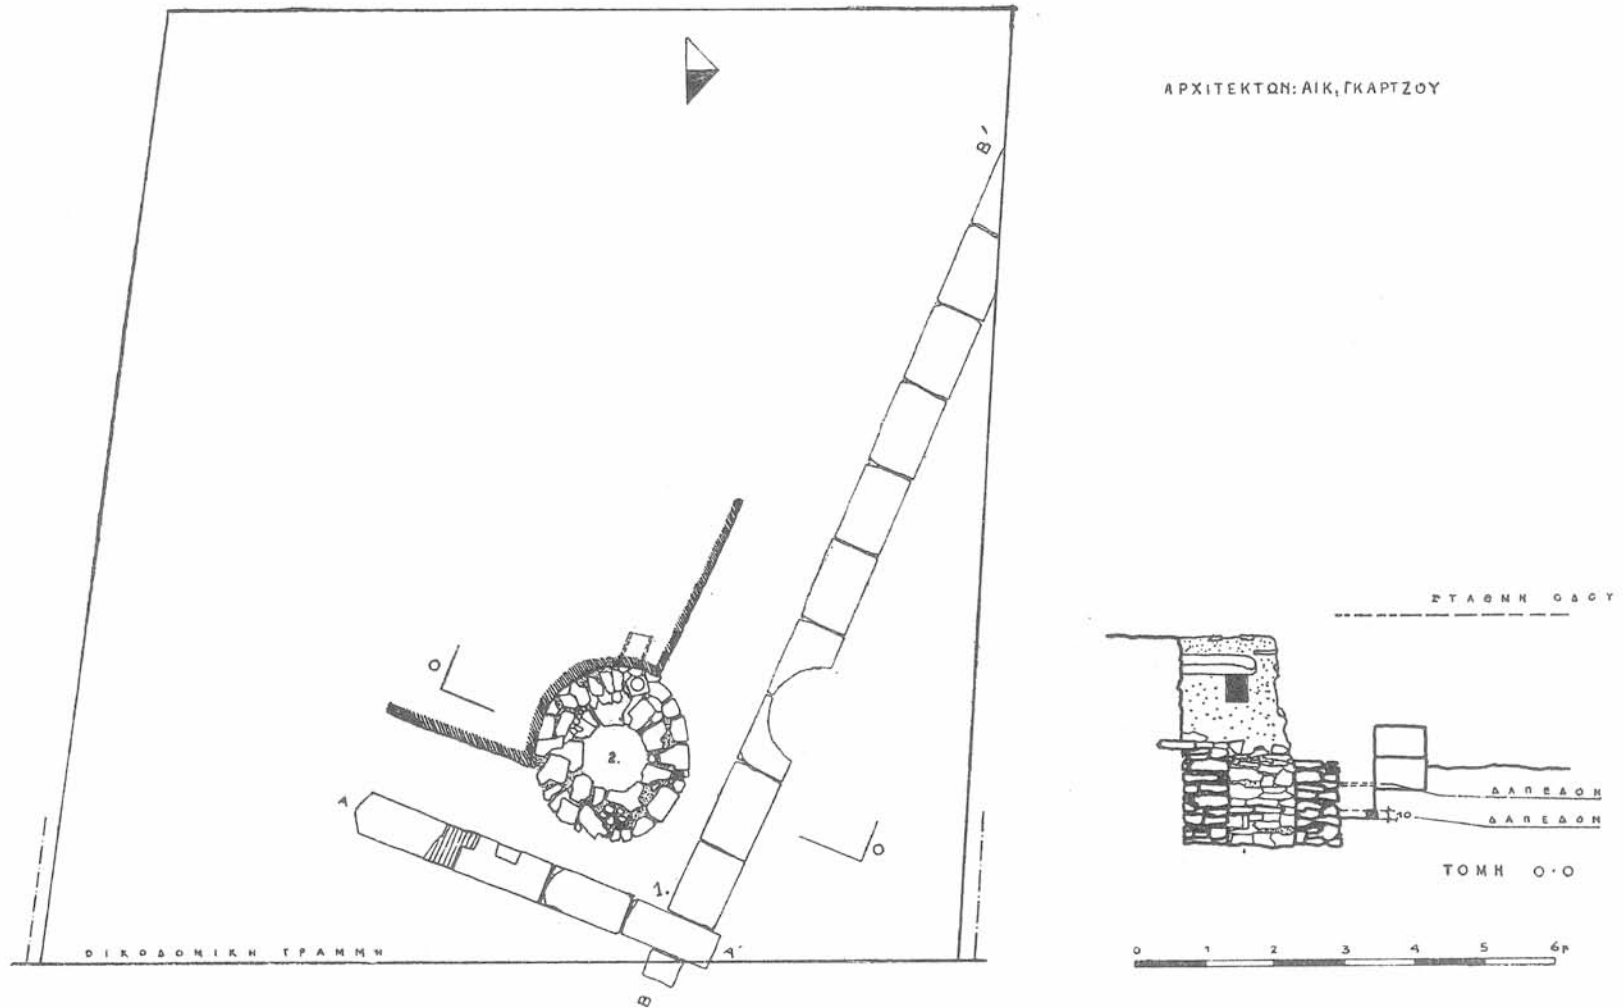 ΑΡΧΙΤΕΚΤΩΝ: ΑΙΚ, ΓΚΑΡΤΖΟΥ
Β′
ΣΤΑΘΜΗ ΟΔΟΥ
Ο
2.
Α
Ο
ΔΑΠΕΔΟΝ
10
ΔΑΠΕΔΟΝ
ΤΟΜΗ Ο-Ο
1.
ΟΙΚΟΔΟΜΙΚΗ ΓΡΑΜΜΗ
Α′
Β
0 1 2 3 4 5 6μ